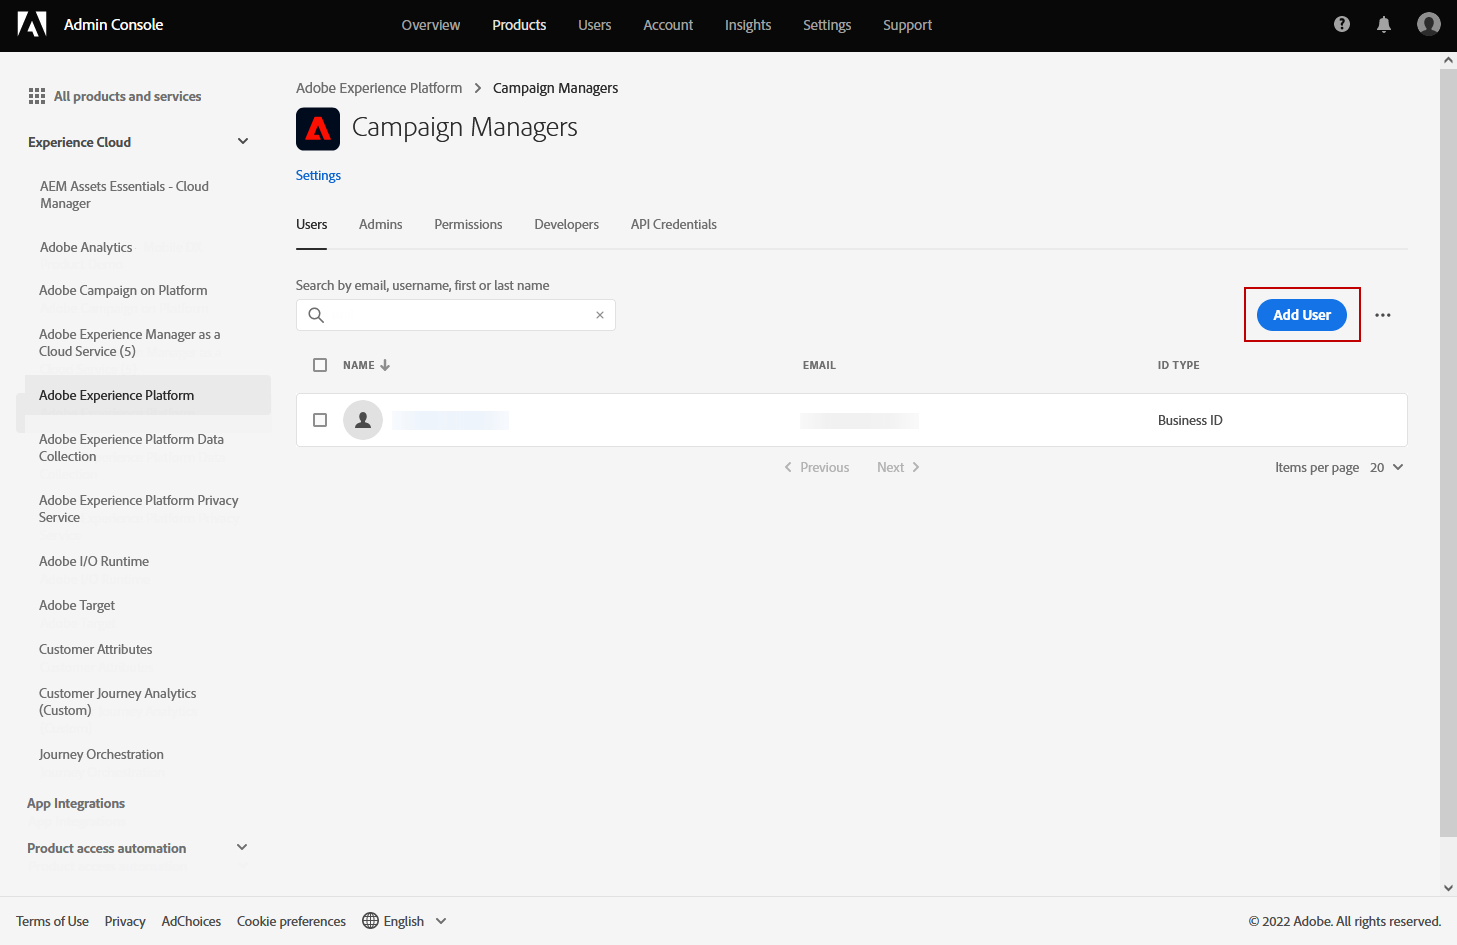 Admin Console
Overview
Products
Users
Account
Insights
Settings
Support
All products and services
Experience Cloud
AEM Assets Essentials - Cloud
Manager
Adobe Analytics
Adobe Campaign on Platform
Adobe Experience Manager as a
Cloud Service (5)
Adobe Experience Platform
Adobe Experience Platform Data
Collection
Adobe Experience Platform Privacy
Service
Adobe I/O Runtime
Adobe Target
Customer Attributes
Customer Journey Analytics
(Custom)
Journey Orchestration
App Integrations
Product access automation
Adobe Experience Platform > Campaign Managers
Campaign Managers
Settings
Users
Admins
Permissions
Developers
API Credentials
Search by email, username, first or last name
Add User
NAME
EMAIL
ID TYPE
Business ID
Previous
Next
Items per page 20
Terms of Use
Privacy
AdChoices
Cookie preferences
English
© 2022 Adobe. All rights reserved.